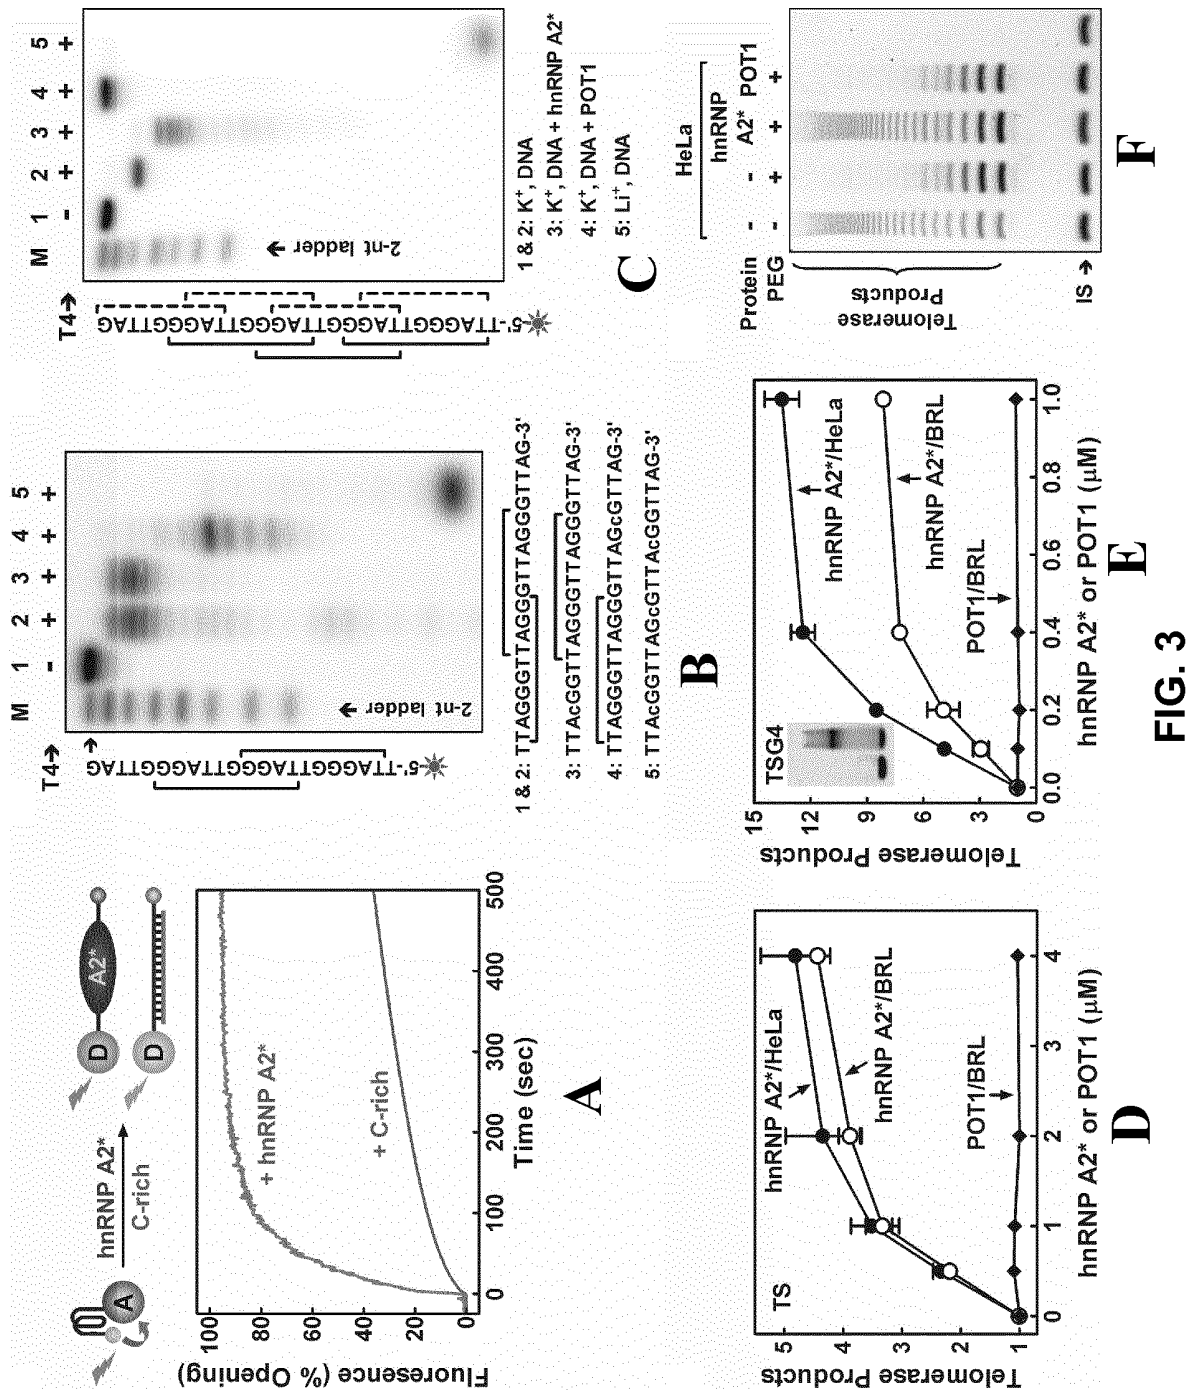 hnRNP A2*
C-rich
A
D
A2*
D
Fluoresence (% Opening)
100
80
60
40
20
0
+ hnRNP A2*
+ C-rich
0
100
200
300
400
500
Time (sec)
A
T4→
M 1 2 3 4 5
- + + + +
5'-TTAGGGTTAGGGTTAGGGTTAGGGTTAG
2-nt ladder
1 & 2: TTAGGGTTAGGGTTAGGGTTAG-3'
3: TTAcGGTTAGGGTTAGGGTTAG-3'
4: TTAGGGTTAGGGTTAGcGTTAG-3'
5: TTAcGGTTAGcGTTAcGGTTAG-3'
B
T4→
M 1 2 3 4 5
- + + + +
2-nt ladder
1 & 2: K+, DNA
3: K+, DNA + hnRNP A2*
4: K+, DNA + POT1
5: Li+, DNA
C
Telomerase Products
5
4
3
2
1
TS
hnRNP A2*/HeLa
hnRNP A2*/BRL
POT1/BRL
0
1
2
3
4
hnRNP A2* or POT1 (μM)
D
Telomerase Products
15
12
9
6
3
0
TSG4
hnRNP A2*/HeLa
hnRNP A2*/BRL
POT1/BRL
0.0
0.2
0.4
0.6
0.8
1.0
hnRNP A2* or POT1 (μM)
E
HeLa
hnRNP
Protein - - A2* POT1
PEG - + + +
Telomerase
Products
IS →
F
FIG. 3